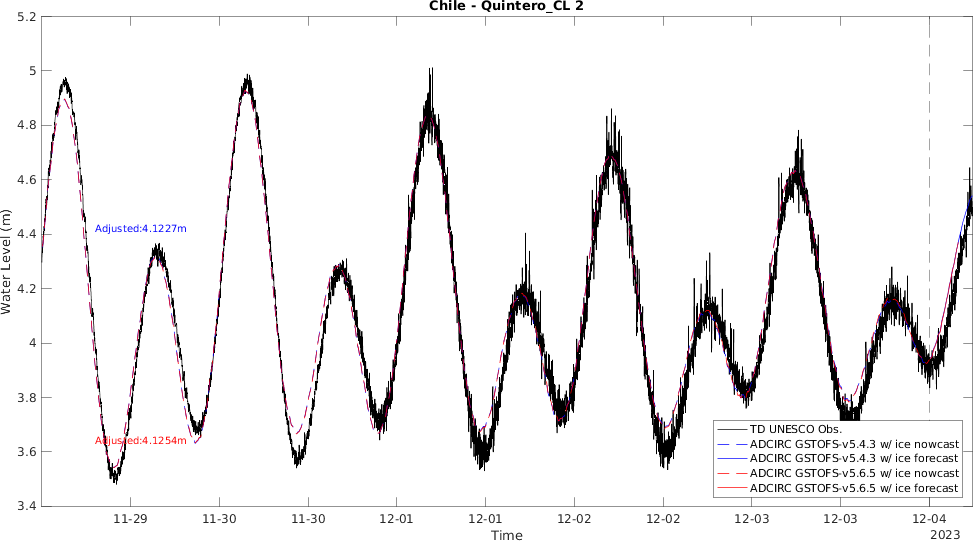 Chile - Quintero_CL 2
5.2
5
4.8
4.6
4.4
4.2
4
3.8
3.6
3.4
Water Level (m)
Adjusted:4.1227m
Adjusted:4.1254m
TD UNESCO Obs.
ADCIRC GSTOFS-v5.4.3 w/ ice nowcast
ADCIRC GSTOFS-v5.4.3 w/ ice forecast
ADCIRC GSTOFS-v5.6.5 w/ ice nowcast
ADCIRC GSTOFS-v5.6.5 w/ ice forecast
11-29 11-30 11-30 12-01 12-01 12-02 12-02 12-03 12-03 12-04
Time
2023